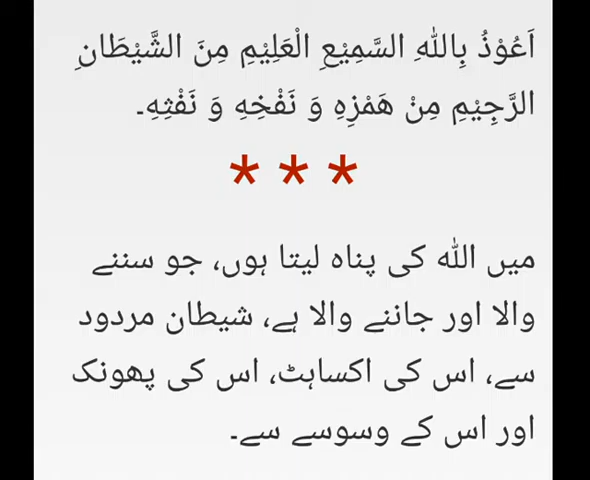 اَعُوْذُ بِاللّٰهِ السَّمِيْعِ الْعَلِيْمِ مِنَ الشَّيْطَانِ
الرَّجِيْمِ مِنْ هَمْزِهِ وَ نَفْخِهِ وَ نَفْثِهِ۔
* * *
میں اللّٰہ کی پناہ لیتا ہوں، جو سننے
والا اور جاننے والا ہے، شیطان مردود
سے، اس کی اکساہٹ، اس کی پھونک
اور اس کے وسوسے سے۔